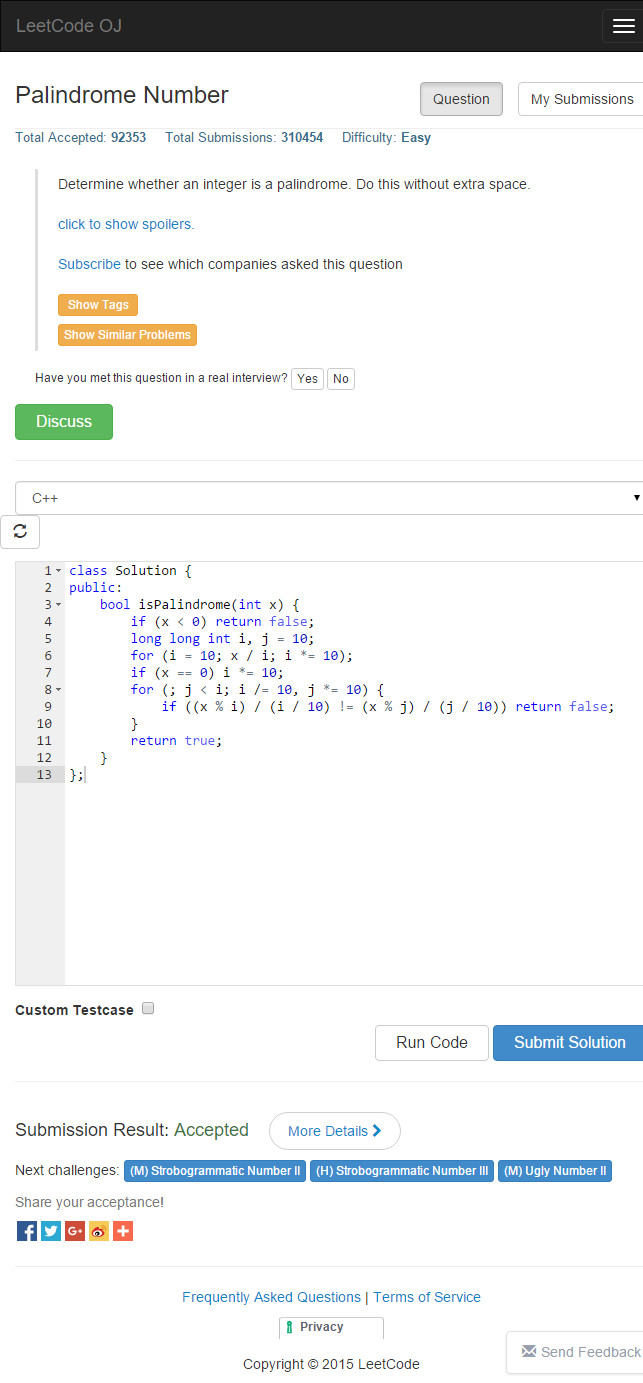 LeetCode OJ
Palindrome Number
Question
My Submissions
Total Accepted: 92353 Total Submissions: 310454 Difficulty: Easy
Determine whether an integer is a palindrome. Do this without extra space.
click to show spoilers.
Subscribe to see which companies asked this question
Show Tags
Show Similar Problems
Have you met this question in a real interview? Yes No
Discuss
C++
1 class Solution {
2 public:
3     bool isPalindrome(int x) {
4         if (x < 0) return false;
5         long long int i, j = 10;
6         for (i = 10; x / i; i *= 10);
7         if (x == 0) i *= 10;
8         for (; j < i; i /= 10, j *= 10) {
9             if ((x % i) / (i / 10) != (x % j) / (j / 10)) return false;
10         }
11         return true;
12     }
13 };
Custom Testcase
Run Code
Submit Solution
Submission Result: Accepted
More Details
Next challenges: (M) Strobogrammatic Number II (H) Strobogrammatic Number III (M) Ugly Number II
Share your acceptance!
Frequently Asked Questions | Terms of Service
Privacy
Send Feedback
Copyright © 2015 LeetCode